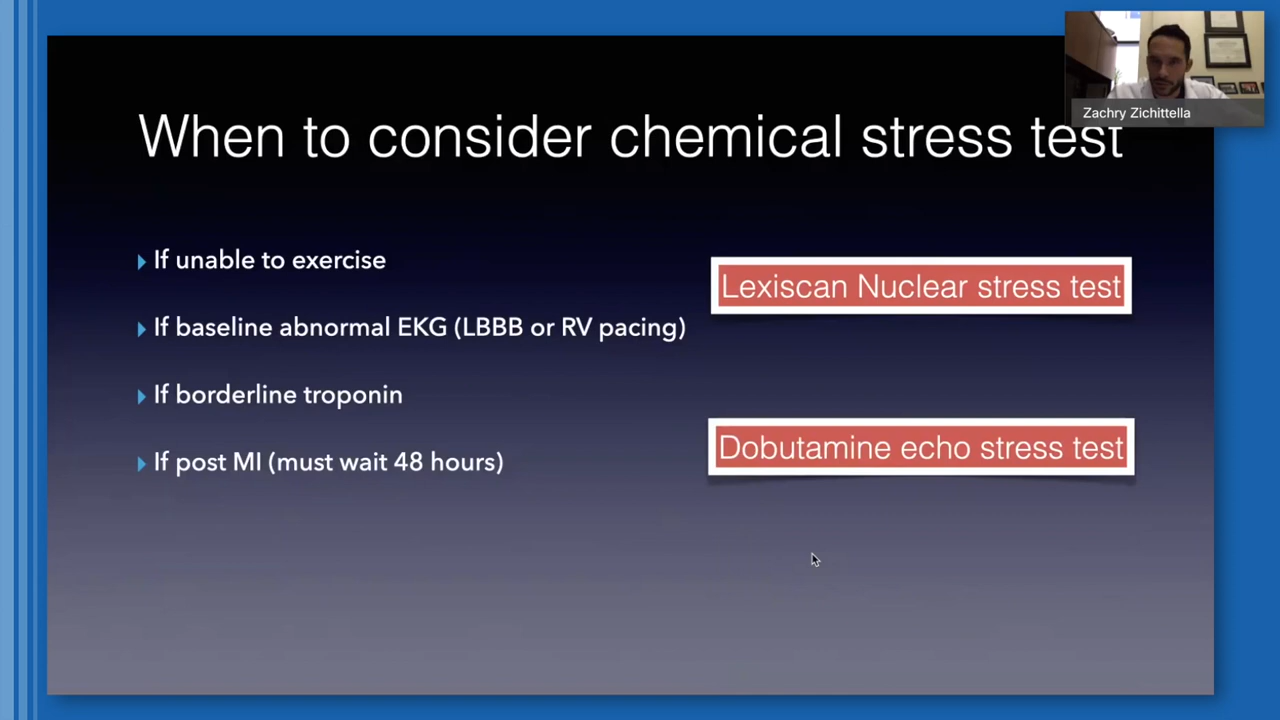 Zachry Zichittella
When to consider chemical stress test
If unable to exercise
If baseline abnormal EKG (LBBB or RV pacing)
If borderline troponin
If post MI (must wait 48 hours)
Lexiscan Nuclear stress test
Dobutamine echo stress test